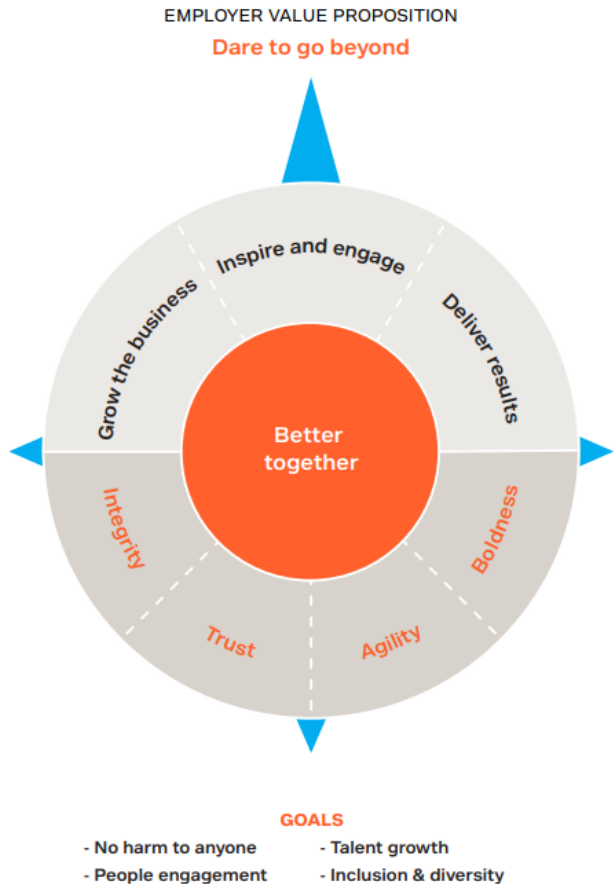 EMPLOYER VALUE PROPOSITION
Dare to go beyond
Grow the business
Inspire and engage
Deliver results
Better
together
Integrity
Trust
Agility
Boldness
GOALS
- No harm to anyone
- Talent growth
- People engagement
- Inclusion & diversity